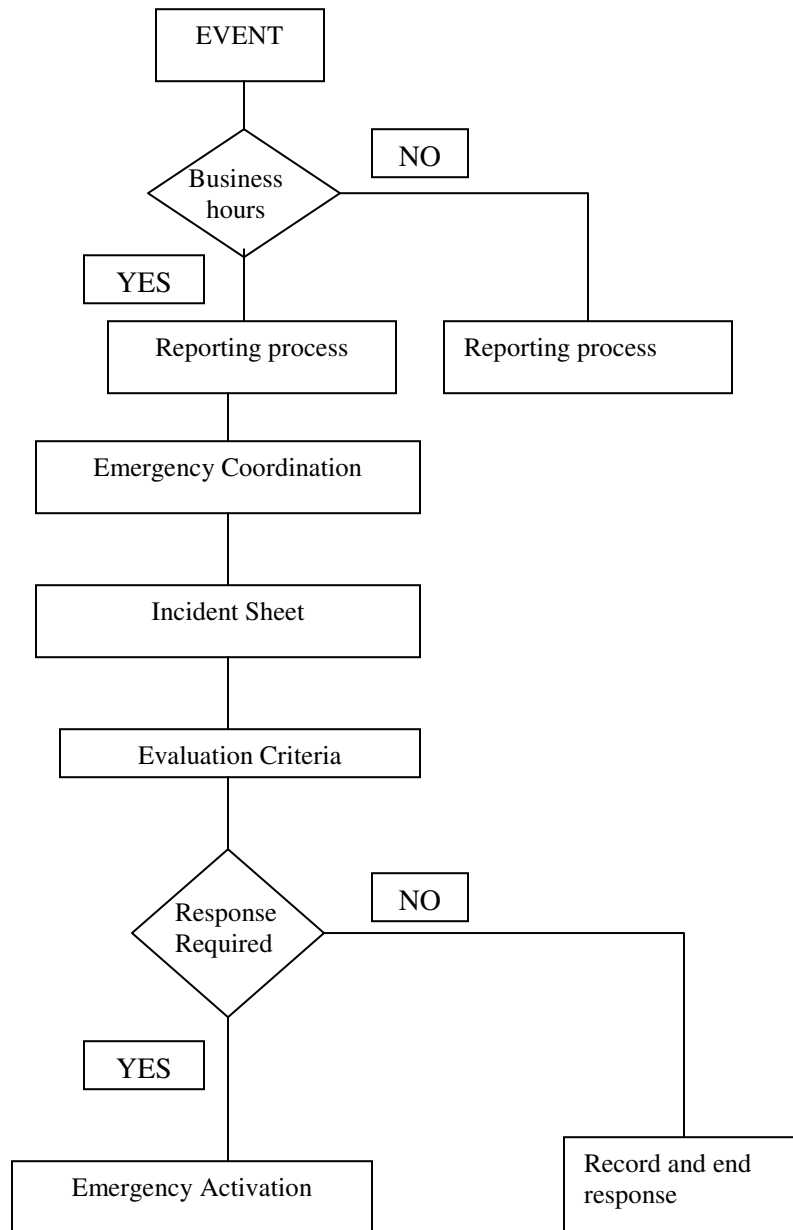 EVENT
NO
Business
hours
YES
Reporting process
Reporting process
Emergency Coordination
Incident Sheet
Evaluation Criteria
NO
Response
Required
YES
Emergency Activation
Record and end
response